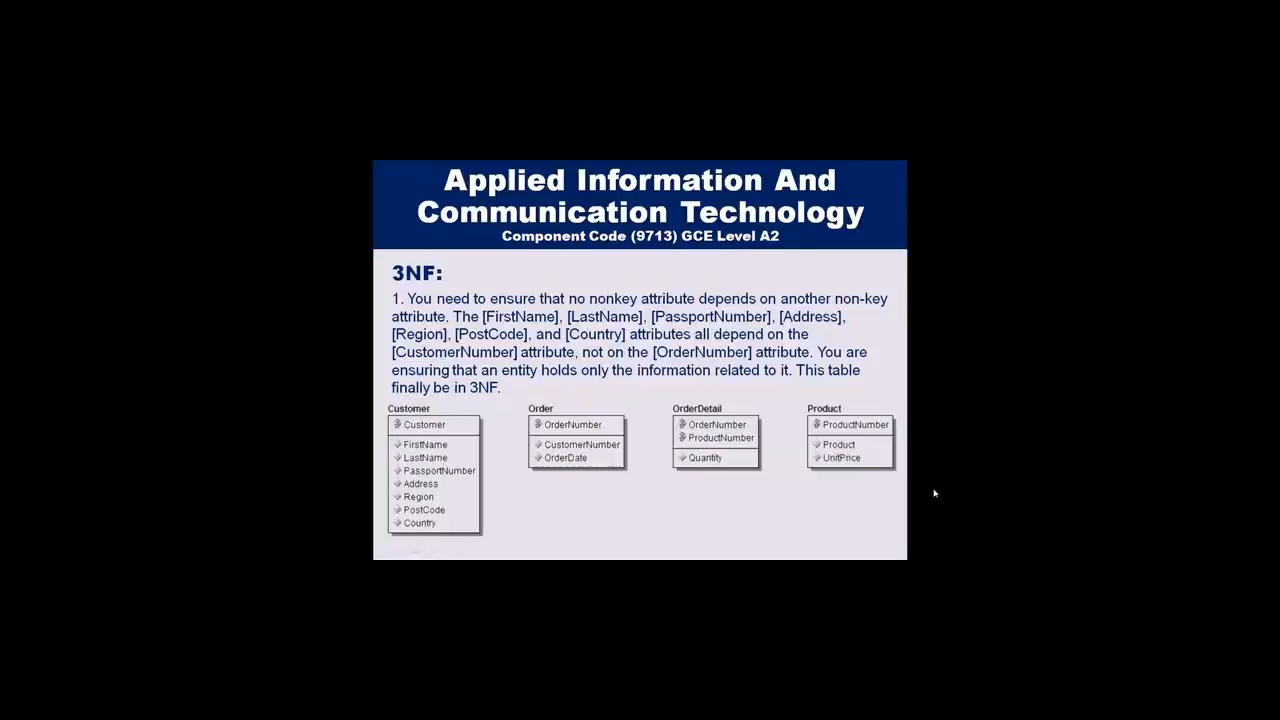 Applied Information And
Communication Technology
Component Code (9713) GCE Level A2
3NF:
1. You need to ensure that no nonkey attribute depends on another non-key
attribute. The [FirstName], [LastName], [PassportNumber], [Address],
[Region], [PostCode], and [Country] attributes all depend on the
[CustomerNumber] attribute, not on the [OrderNumber] attribute. You are
ensuring that an entity holds only the information related to it. This table
finally be in 3NF.
Customer
Customer
FirstName
LastName
PassportNumber
Address
Region
PostCode
Country
Order
OrderNumber
CustomerNumber
OrderDate
OrderDetail
OrderNumber
ProductNumber
Quantity
Product
ProductNumber
Product
UnitPrice